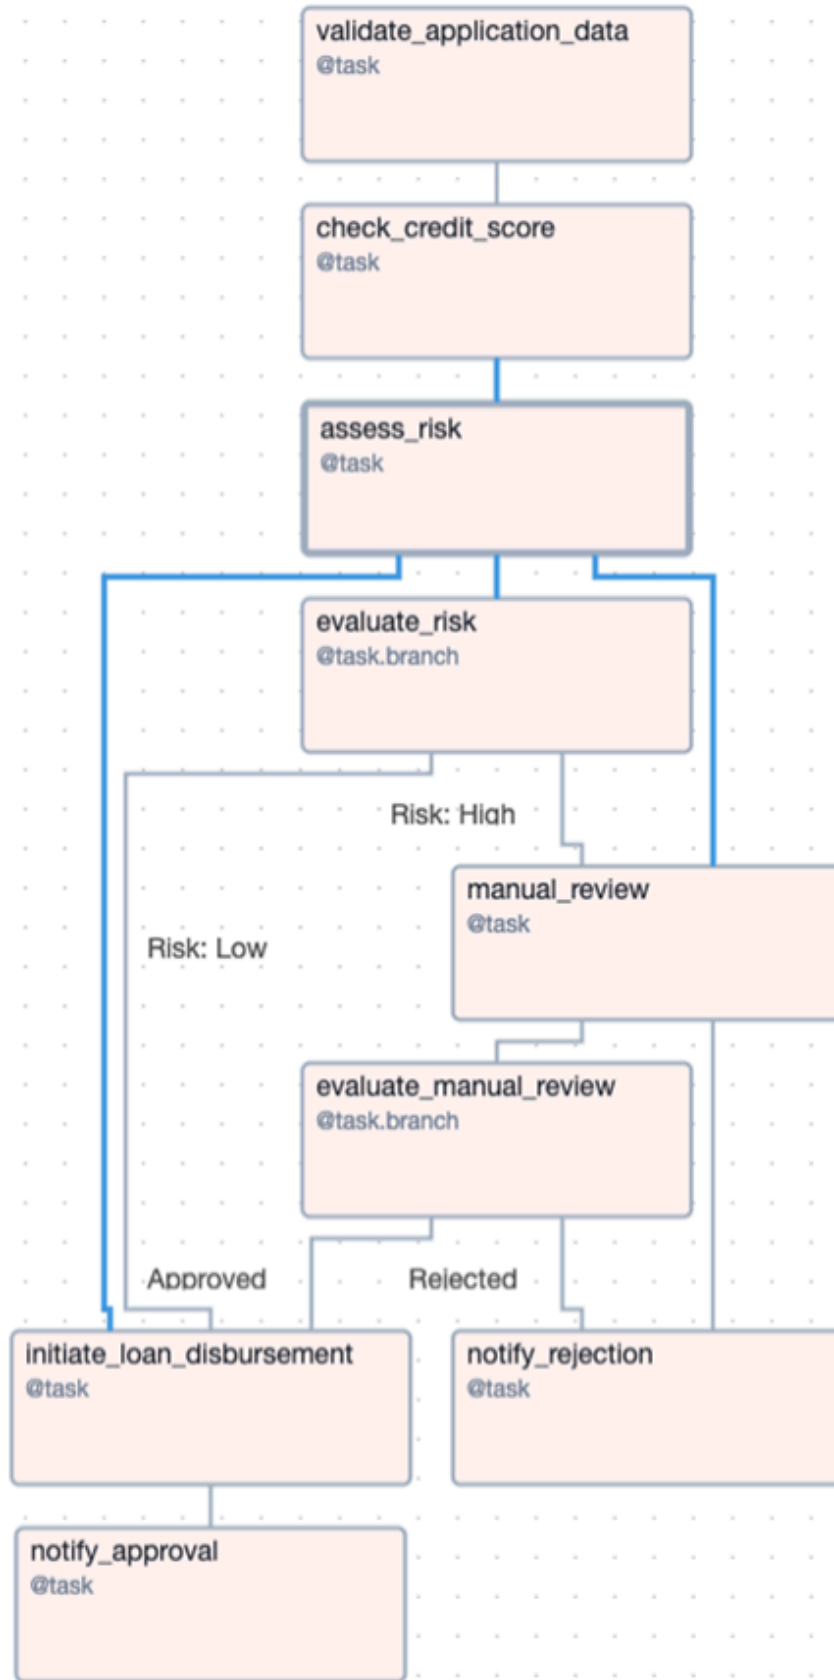 validate_application_data
@task
check_credit_score
@task
assess_risk
@task
evaluate_risk
@task.branch
Risk: High
manual_review
@task
Risk: Low
evaluate_manual_review
@task.branch
Approved
Rejected
initiate_loan_disbursement
@task
notify_rejection
@task
notify_approval
@task